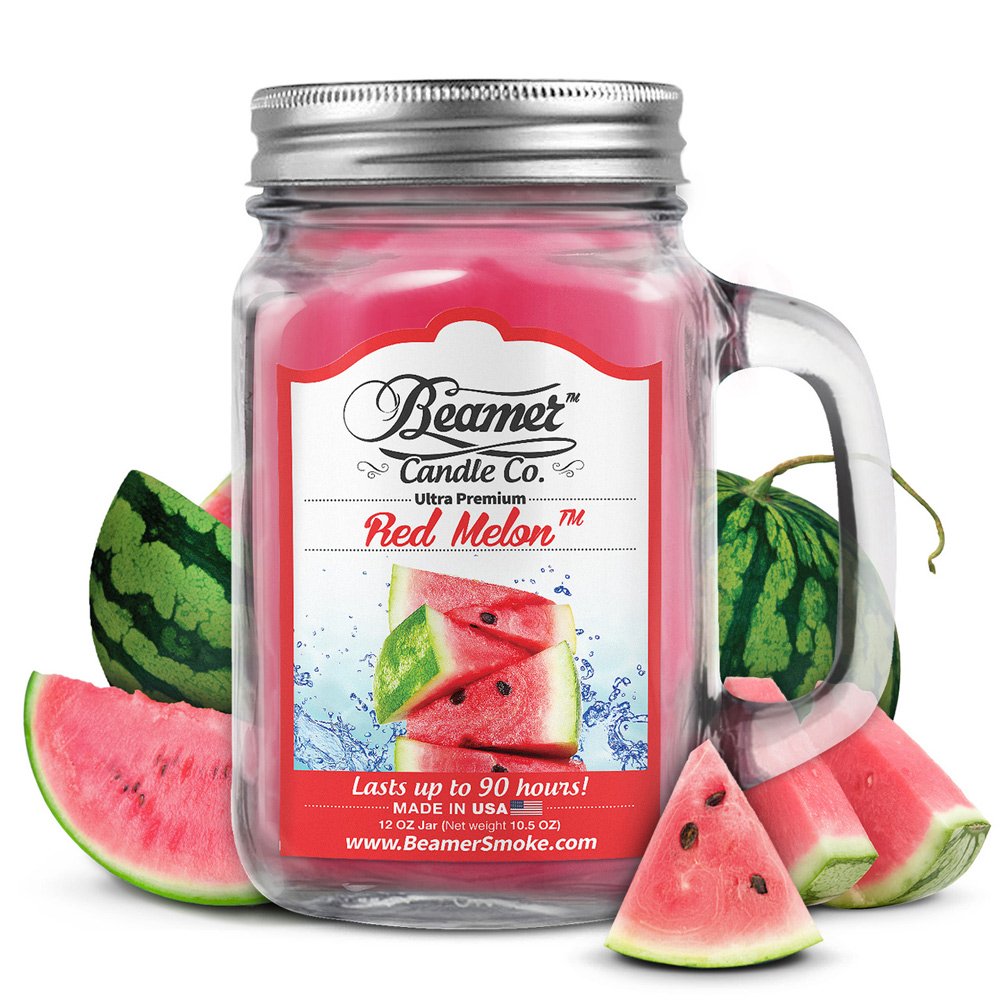 Beamer™
Candle Co.
Ultra Premium
Red Melon™
Lasts up to 90 hours!
MADE IN USA
12 OZ Jar (Net weight 10.5 OZ)
www.BeamerSmoke.com